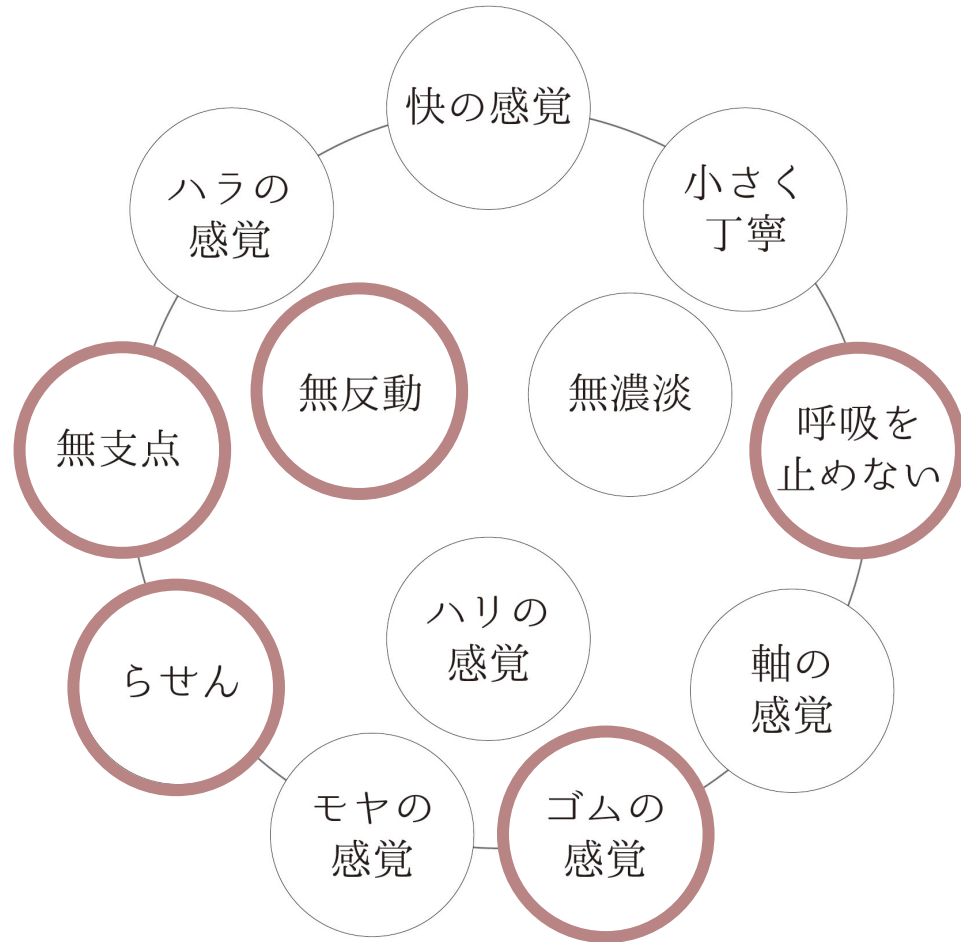 快の感覚
ハラの
感覚
小さく
丁寧
無反動
無濃淡
無支点
呼吸を
止めない
ハリの
感覚
らせん
軸の
感覚
モヤの
感覚
ゴムの
感覚